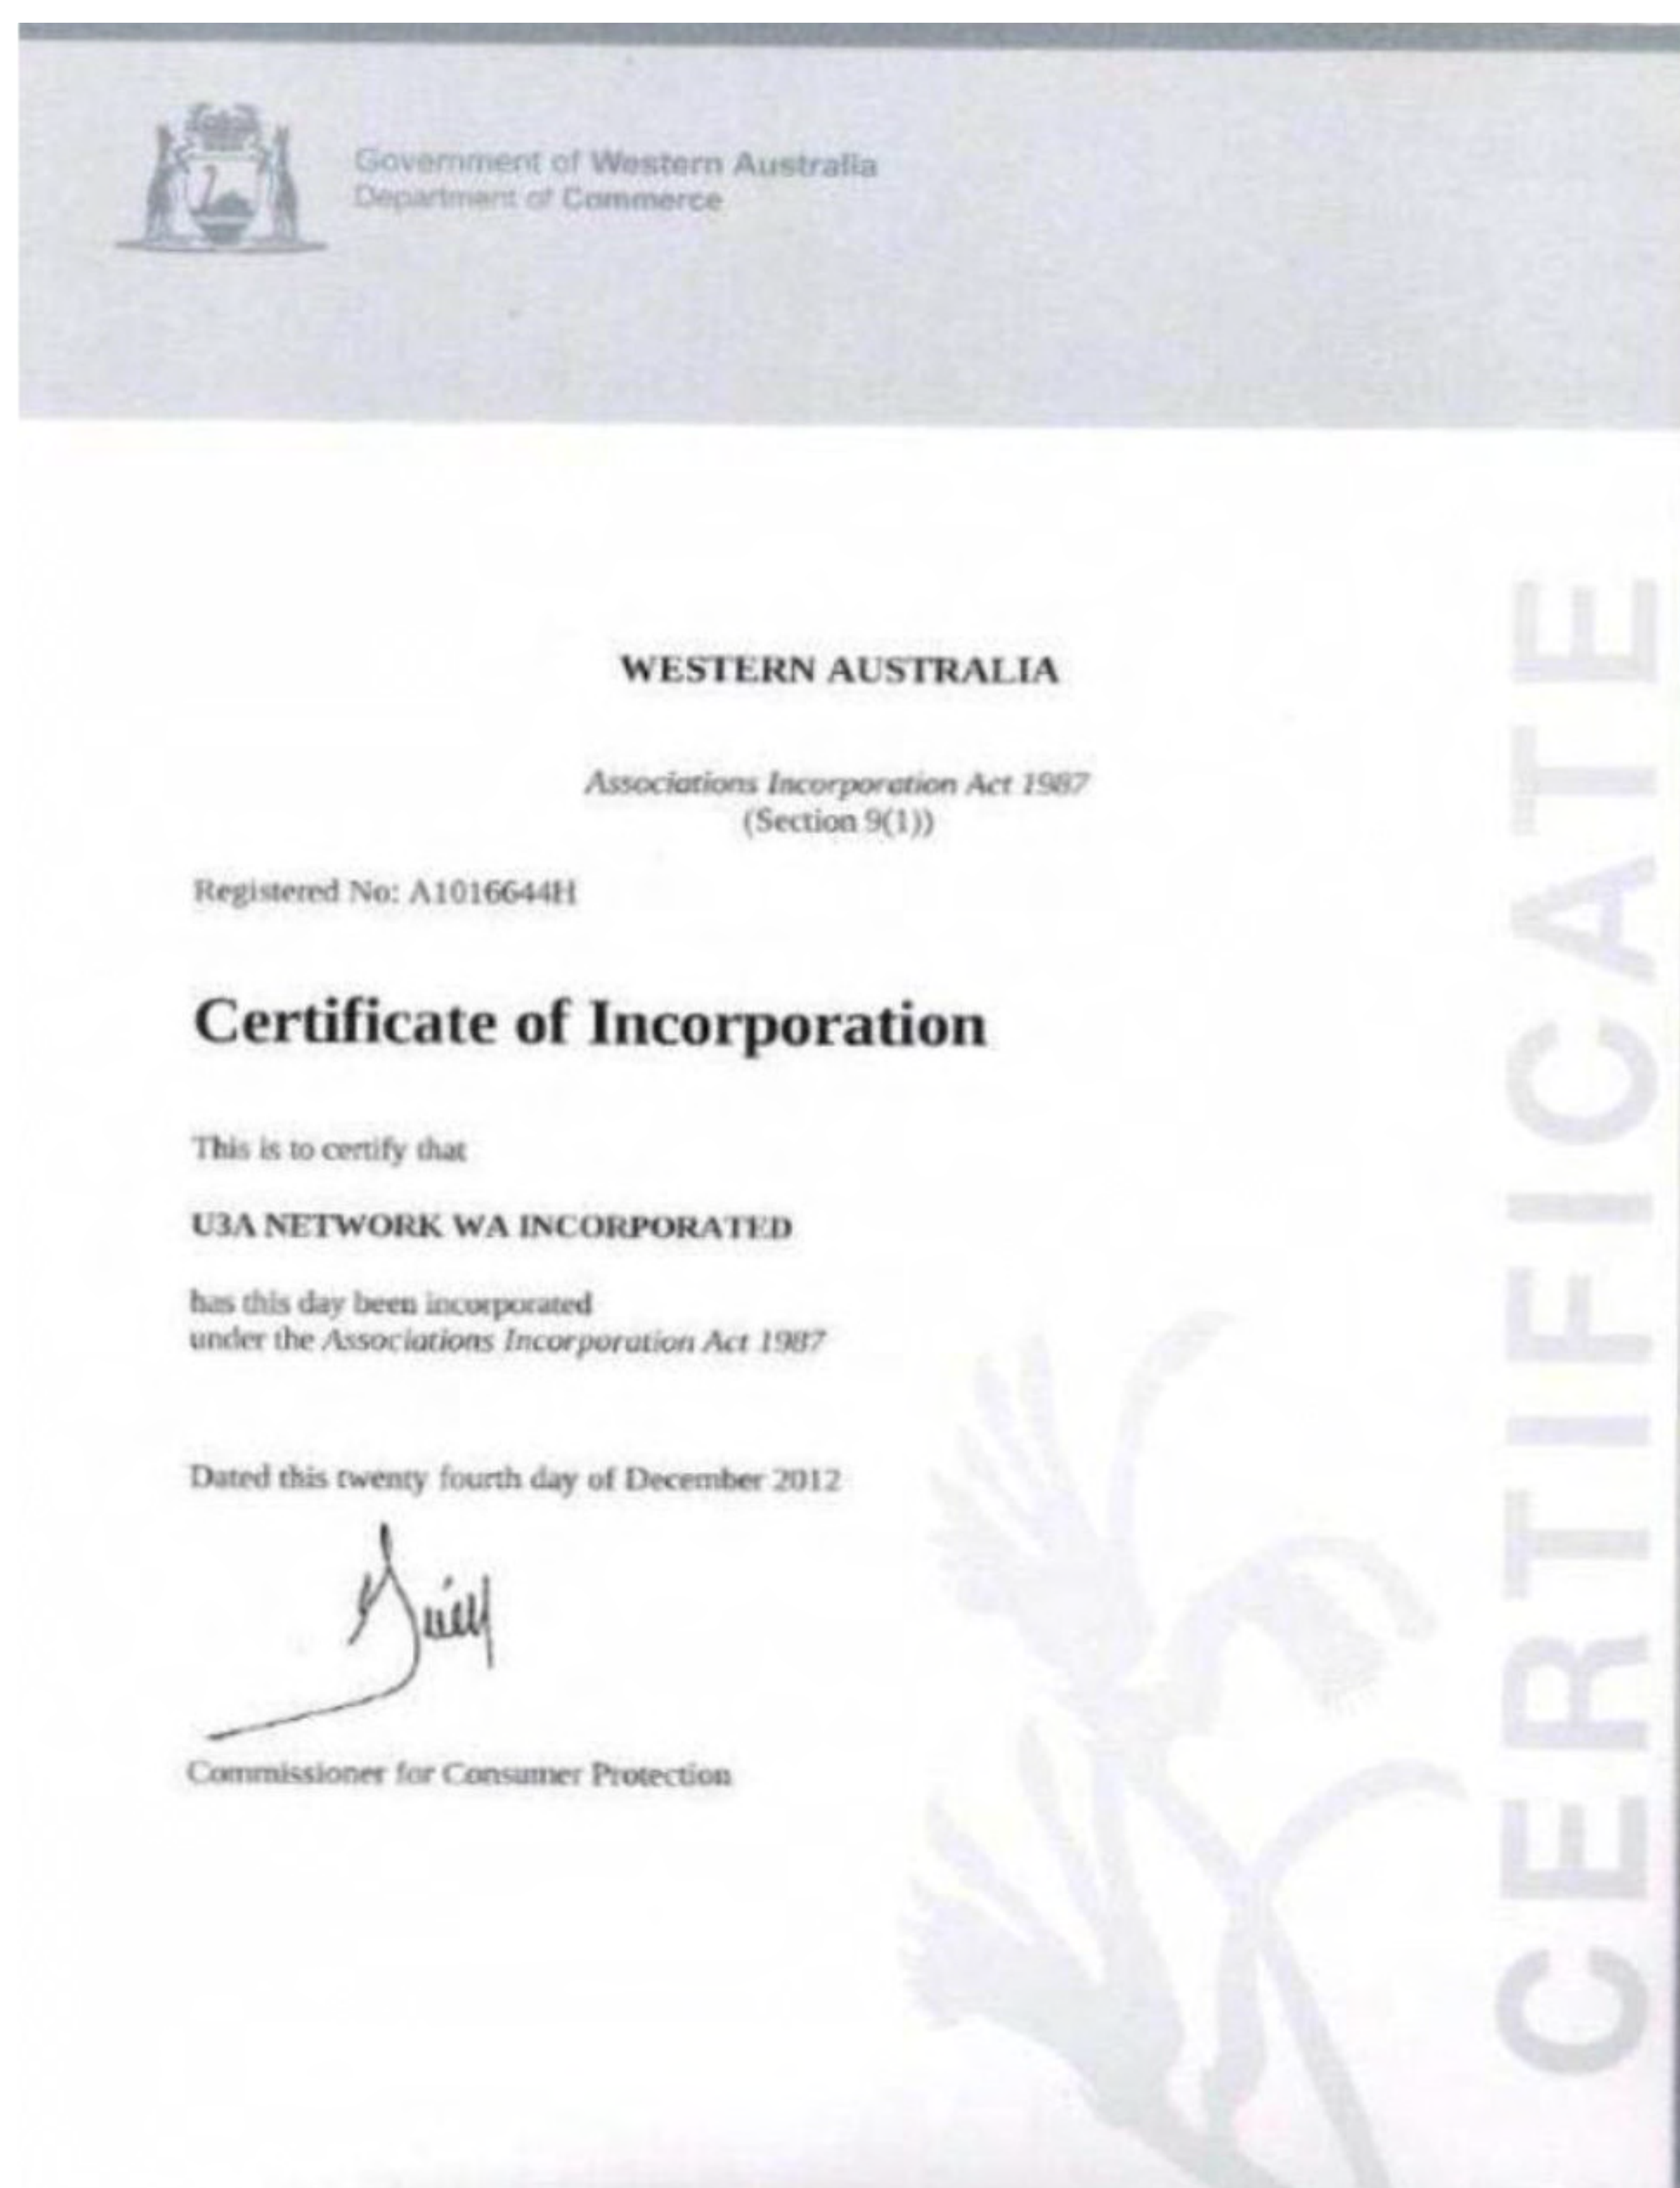 Government of Western Australia
Department of Commerce
WESTERN AUSTRALIA
Associations Incorporation Act 1987
(Section 9(1))
Registered No: A1016644H
Certificate of Incorporation
This is to certify that
U3A NETWORK WA INCORPORATED
has this day been incorporated
under the Associations Incorporation Act 1987
Dated this twenty fourth day of December 2012
Commissioner for Consumer Protection
CERTIFICATE